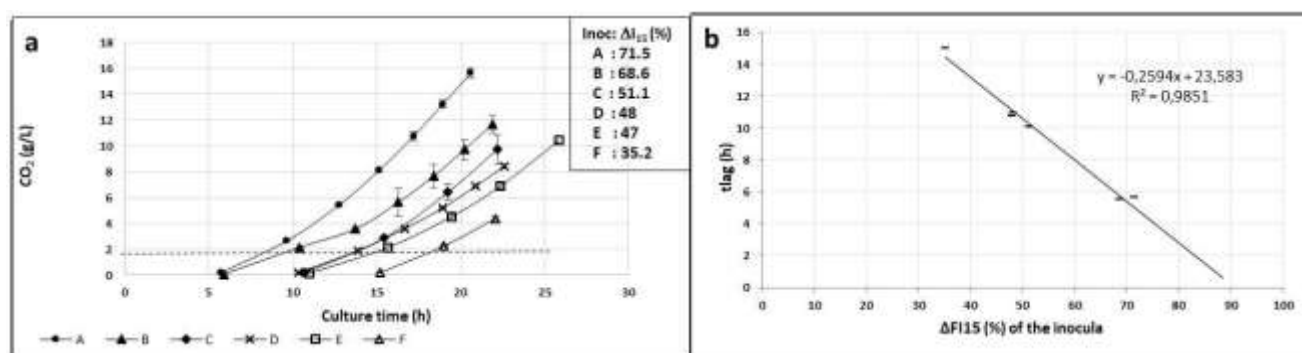 a
Inoc: ΔI₁₅ (%)
A : 71.5
B : 68.6
C : 51.1
D : 48
E : 47
F : 35.2
CO₂ (g/L)
18
16
14
12
10
8
6
4
2
0
0 5 10 15 20 25 30
Culture time (h)
A B C D E F
b
y = -0,2594x + 23,583
R² = 0,9851
tlag (h)
16
14
12
10
8
6
4
2
0
0 10 20 30 40 50 60 70 80 90 100
ΔFI15 (%) of the inocula